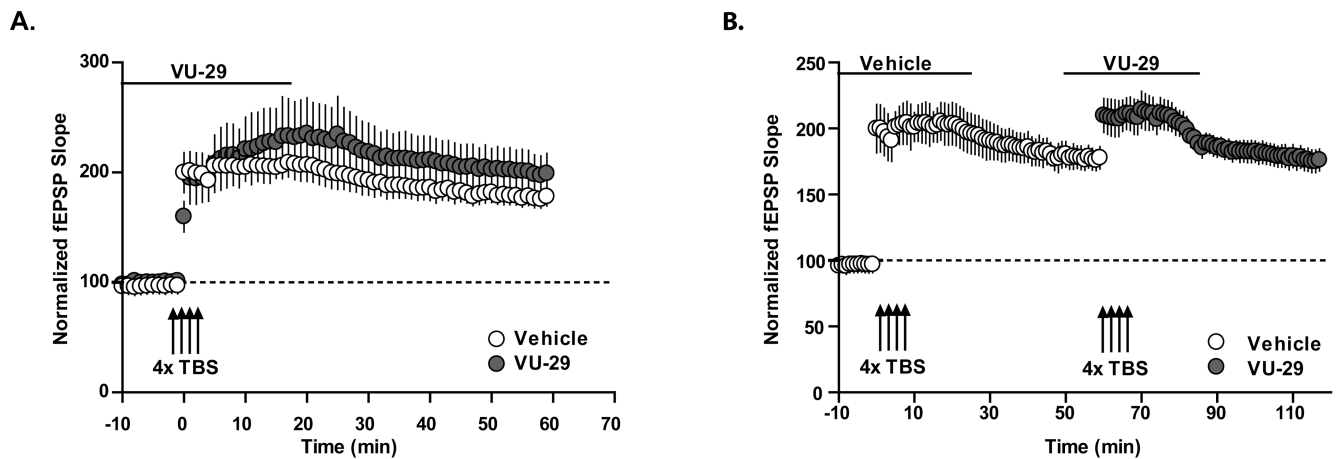 A.
VU-29
Normalized fEPSP Slope
300
200
100
0
4x TBS
Vehicle
VU-29
-10 0 10 20 30 40 50 60 70
Time (min)
B.
Vehicle VU-29
Normalized fEPSP Slope
250
200
150
100
50
0
4x TBS 4x TBS
Vehicle
VU-29
-10 10 30 50 70 90 110
Time (min)